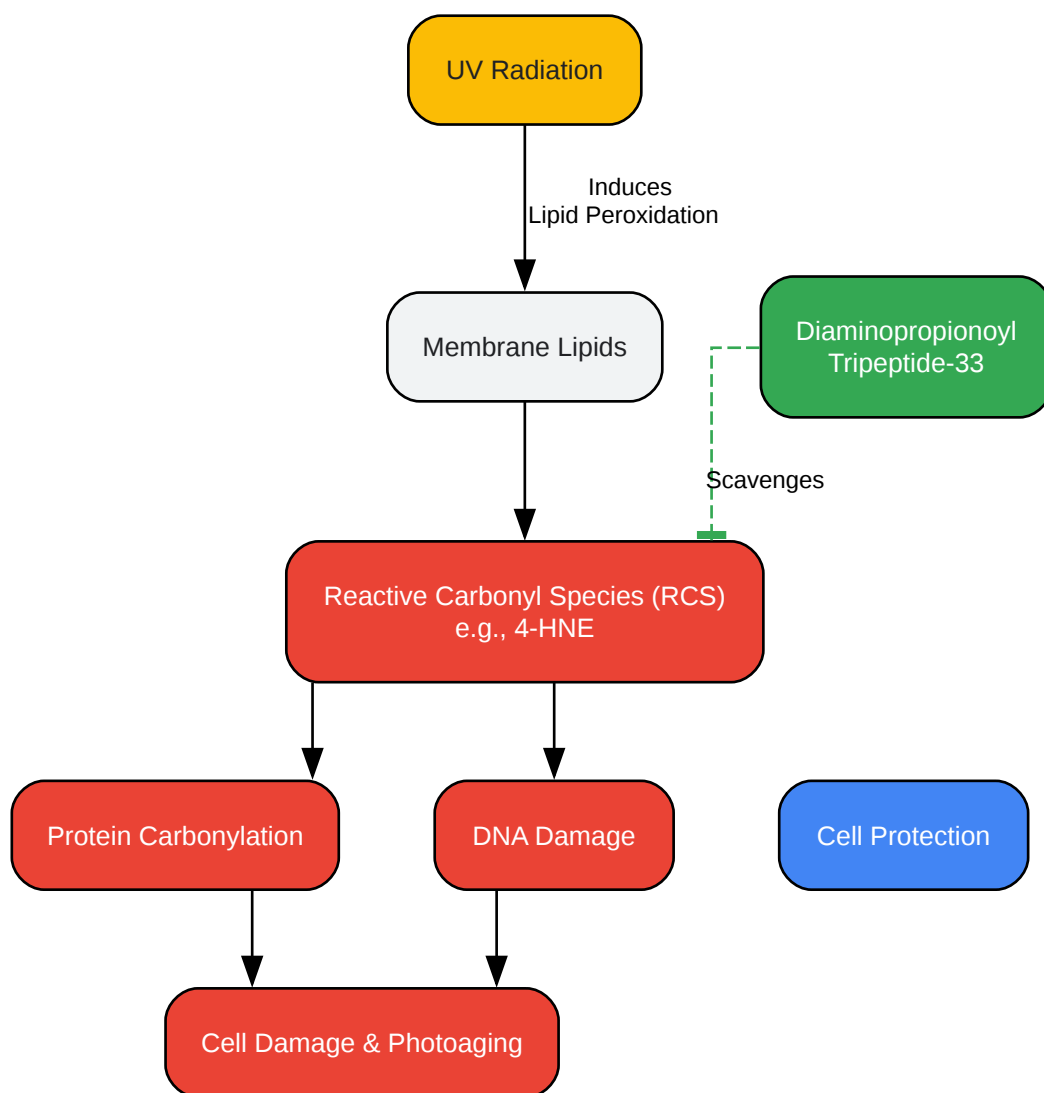 UV Radiation
Induces
Lipid Peroxidation
Membrane Lipids
Diaminopropionoyl
Tripeptide-33
Scavenges
Reactive Carbonyl Species (RCS)
e.g., 4-HNE
Protein Carbonylation
DNA Damage
Cell Protection
Cell Damage & Photoaging